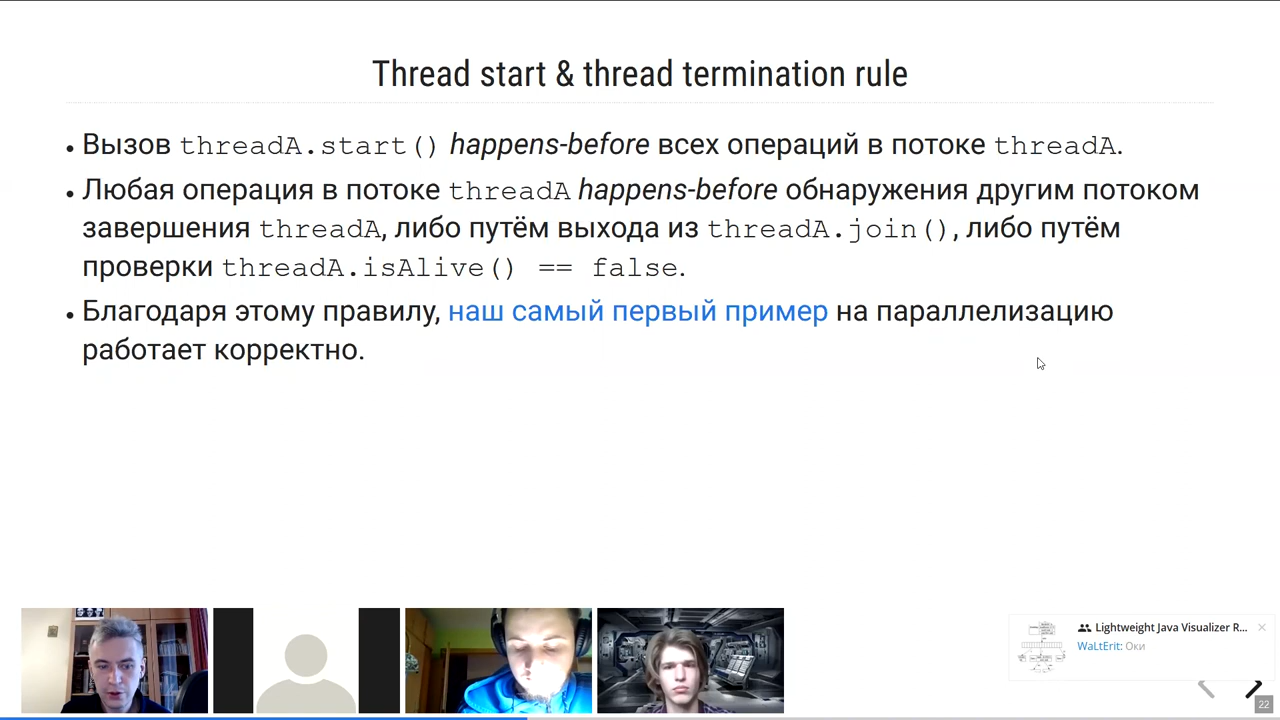 Thread start & thread termination rule
• Вызов threadA.start() happens-before всех операций в потоке threadA.
• Любая операция в потоке threadA happens-before обнаружения другим потоком
завершения threadA, либо путём выхода из threadA.join(), либо путём
проверки threadA.isAlive() == false.
• Благодаря этому правилу, наш самый первый пример на параллелизацию
работает корректно.
Lightweight Java Visualizer R...
WaLtErit: Оки
22